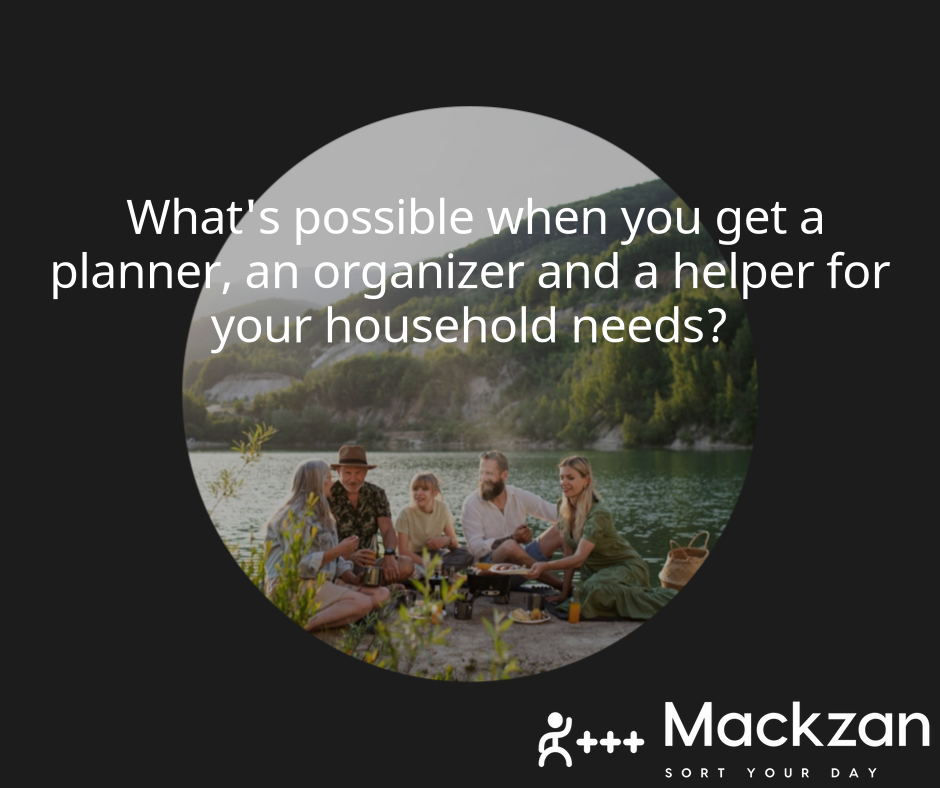 What's possible when you get a
planner, an organizer and a helper for
your household needs?
Mackzan
SORT YOUR DAY